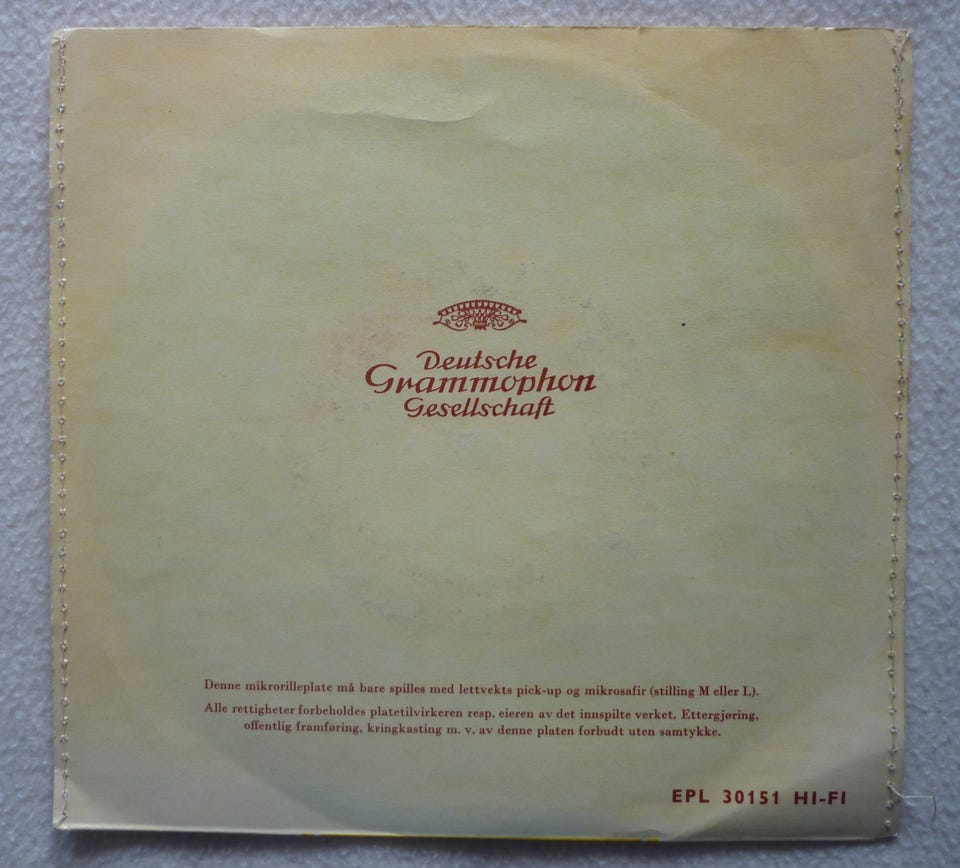 Deutsche
Grammophon
Gesellschaft
Denne mikrorilleplate må bare spilles med lettvekts pick-up og mikrosafir (stilling M eller L).
Alle rettigheter forbeholdes platetilvirkeren resp. eieren av det innspilte verket. Ettergjøring,
offentlig framføring, kringkasting m. v. av denne platen forbudt uten samtykke.
EPL 30151 HI-FI